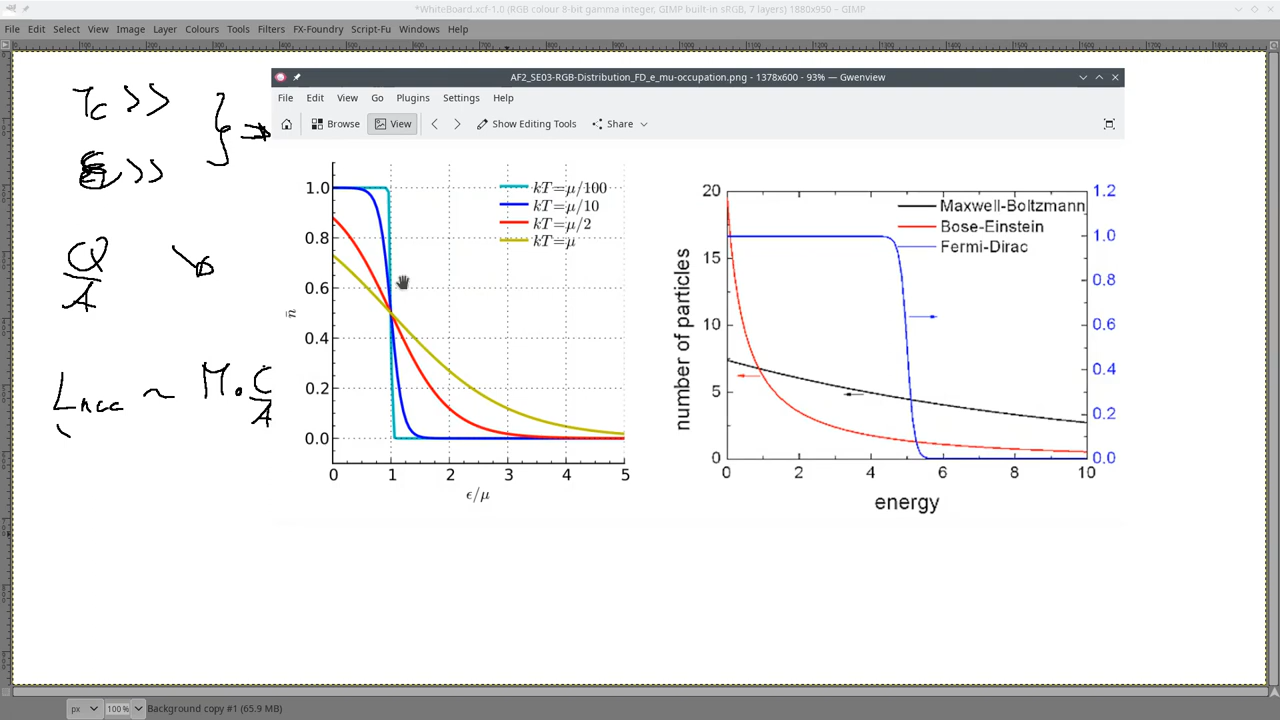 *WhiteBoard.xcf-1.0 (RGB colour 8-bit gamma integer, GIMP built-in sRGB, 7 layers) 1880x950 – GIMP
File Edit Select View Image Layer Colours Tools Filters FX-Foundry Script-Fu Windows Help
AF2_SE03-RGB-Distribution_FD_e_mu-occupation.png - 1378x600 - 93% — Gwenview
File Edit View Go Plugins Settings Help
Browse View Show Editing Tools Share
T_C >>
>>
Q
A
L_ACC ~ M. C
A
1.0
0.8
0.6
0.4
0.2
0.0
n̄
kT=μ/100
kT=μ/10
kT=μ/2
kT=μ
0 1 2 3 4 5
ϵ/μ
20
15
10
5
0
number of particles
Maxwell-Boltzmann
Bose-Einstein
Fermi-Dirac
1.2
1.0
0.8
0.6
0.4
0.2
0.0
0 2 4 6 8 10
energy
px 100% Background copy #1 (65.9 MB)